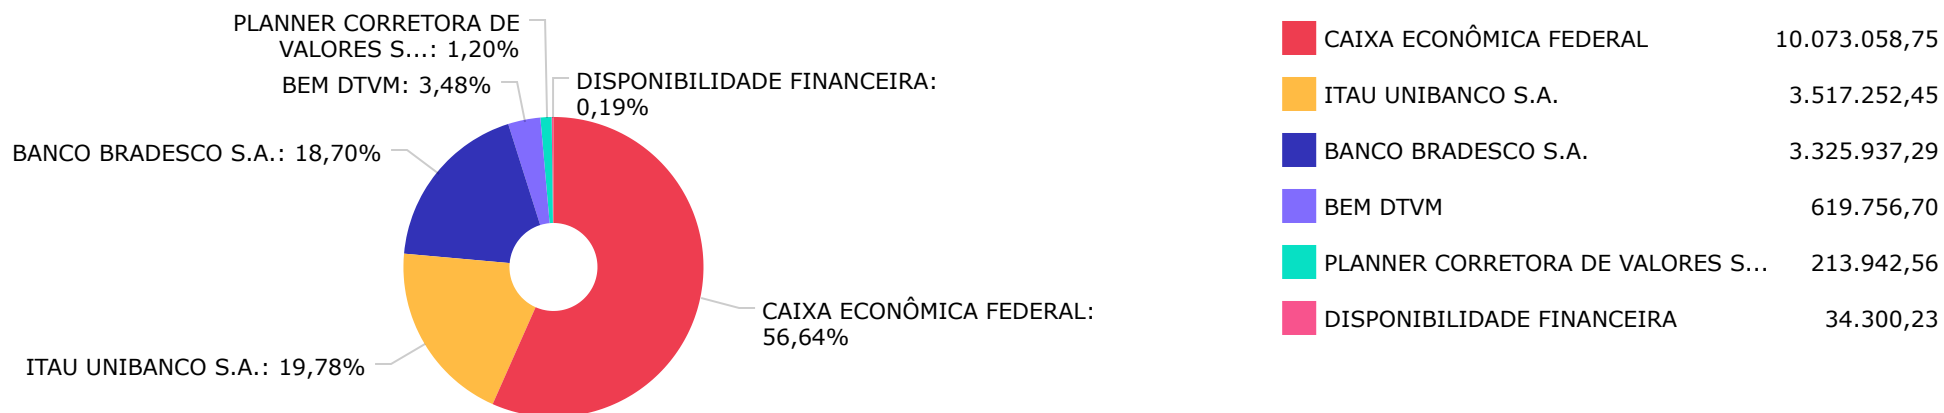 PLANNER CORRETORA DE
VALORES S...: 1,20%
BEM DTVM: 3,48%
DISPONIBILIDADE FINANCEIRA:
0,19%
BANCO BRADESCO S.A.: 18,70%
CAIXA ECONÔMICA FEDERAL:
56,64%
ITAU UNIBANCO S.A.: 19,78%
CAIXA ECONÔMICA FEDERAL 10.073.058,75
ITAU UNIBANCO S.A. 3.517.252,45
BANCO BRADESCO S.A. 3.325.937,29
BEM DTVM 619.756,70
PLANNER CORRETORA DE VALORES S... 213.942,56
DISPONIBILIDADE FINANCEIRA 34.300,23